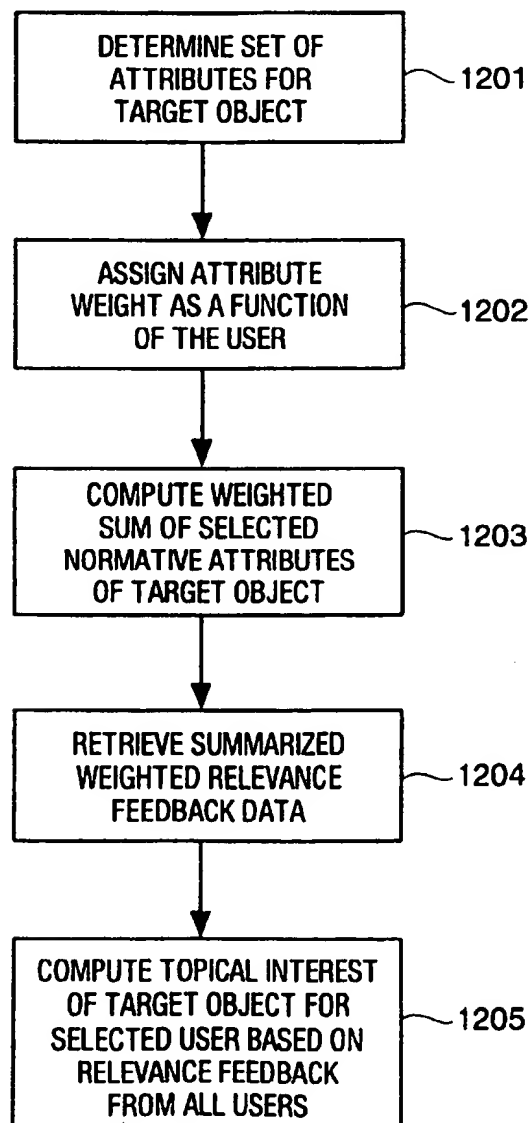 DETERMINE SET OF
ATTRIBUTES FOR
TARGET OBJECT
1201
ASSIGN ATTRIBUTE
WEIGHT AS A FUNCTION
OF THE USER
1202
COMPUTE WEIGHTED
SUM OF SELECTED
NORMATIVE ATTRIBUTES
OF TARGET OBJECT
1203
RETRIEVE SUMMARIZED
WEIGHTED RELEVANCE
FEEDBACK DATA
1204
COMPUTE TOPICAL INTEREST
OF TARGET OBJECT FOR
SELECTED USER BASED ON
RELEVANCE FEEDBACK
FROM ALL USERS
1205